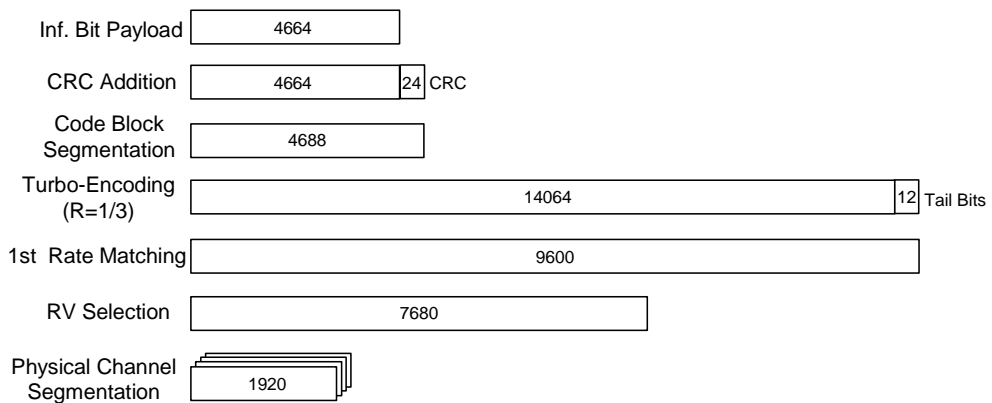 Inf. Bit Payload 4664
CRC Addition 4664 24 CRC
Code Block
Segmentation 4688
Turbo-Encoding
(R=1/3) 14064 12 Tail Bits
1st Rate Matching 9600
RV Selection 7680
Physical Channel
Segmentation 1920